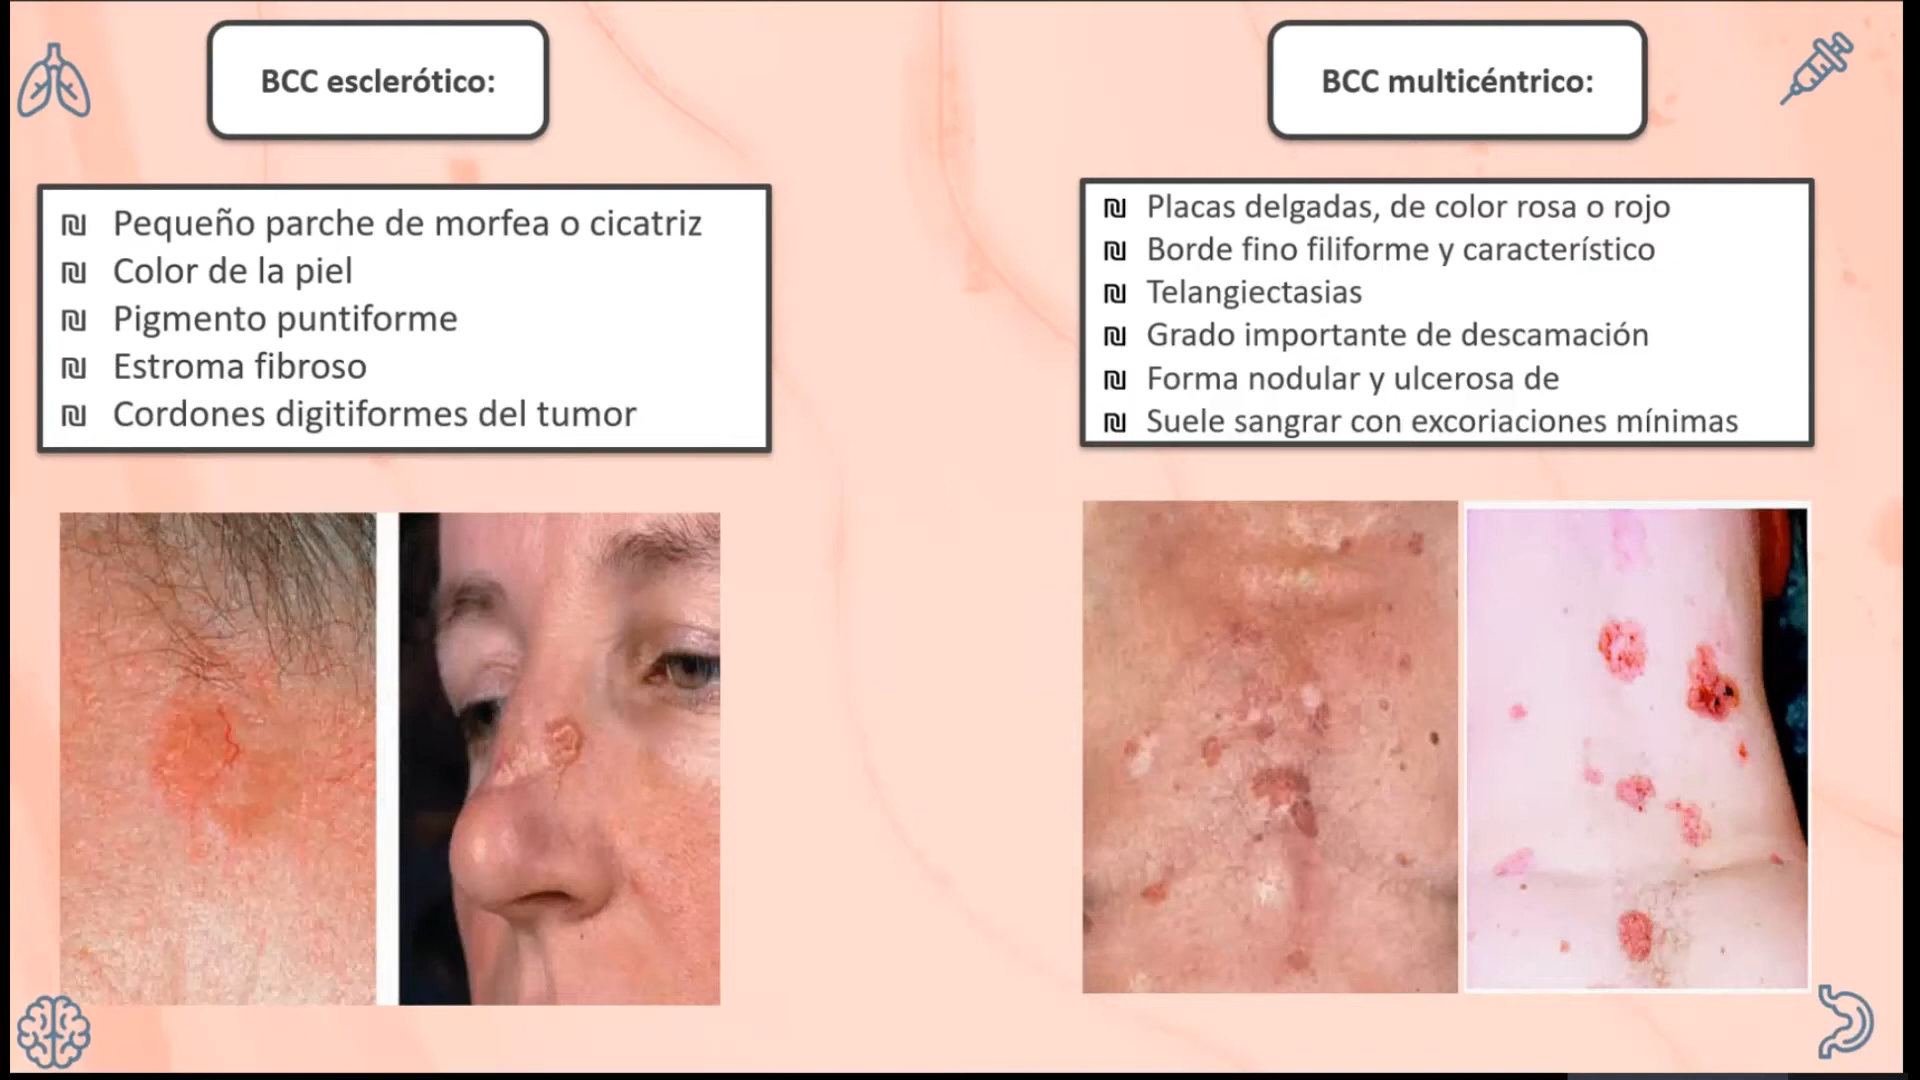 BCC esclerótico:
Pequeño parche de morfea o cicatriz
Color de la piel
Pigmento puntiforme
Estroma fibroso
Cordones digitiformes del tumor
BCC multicéntrico:
₪ Placas delgadas, de color rosa o rojo
₪ Borde fino filiforme y característico
₪ Telangiectasias
₪ Grado importante de descamación
₪ Forma nodular y ulcerosa de
₪ Suele sangrar con excoriaciones mínimas